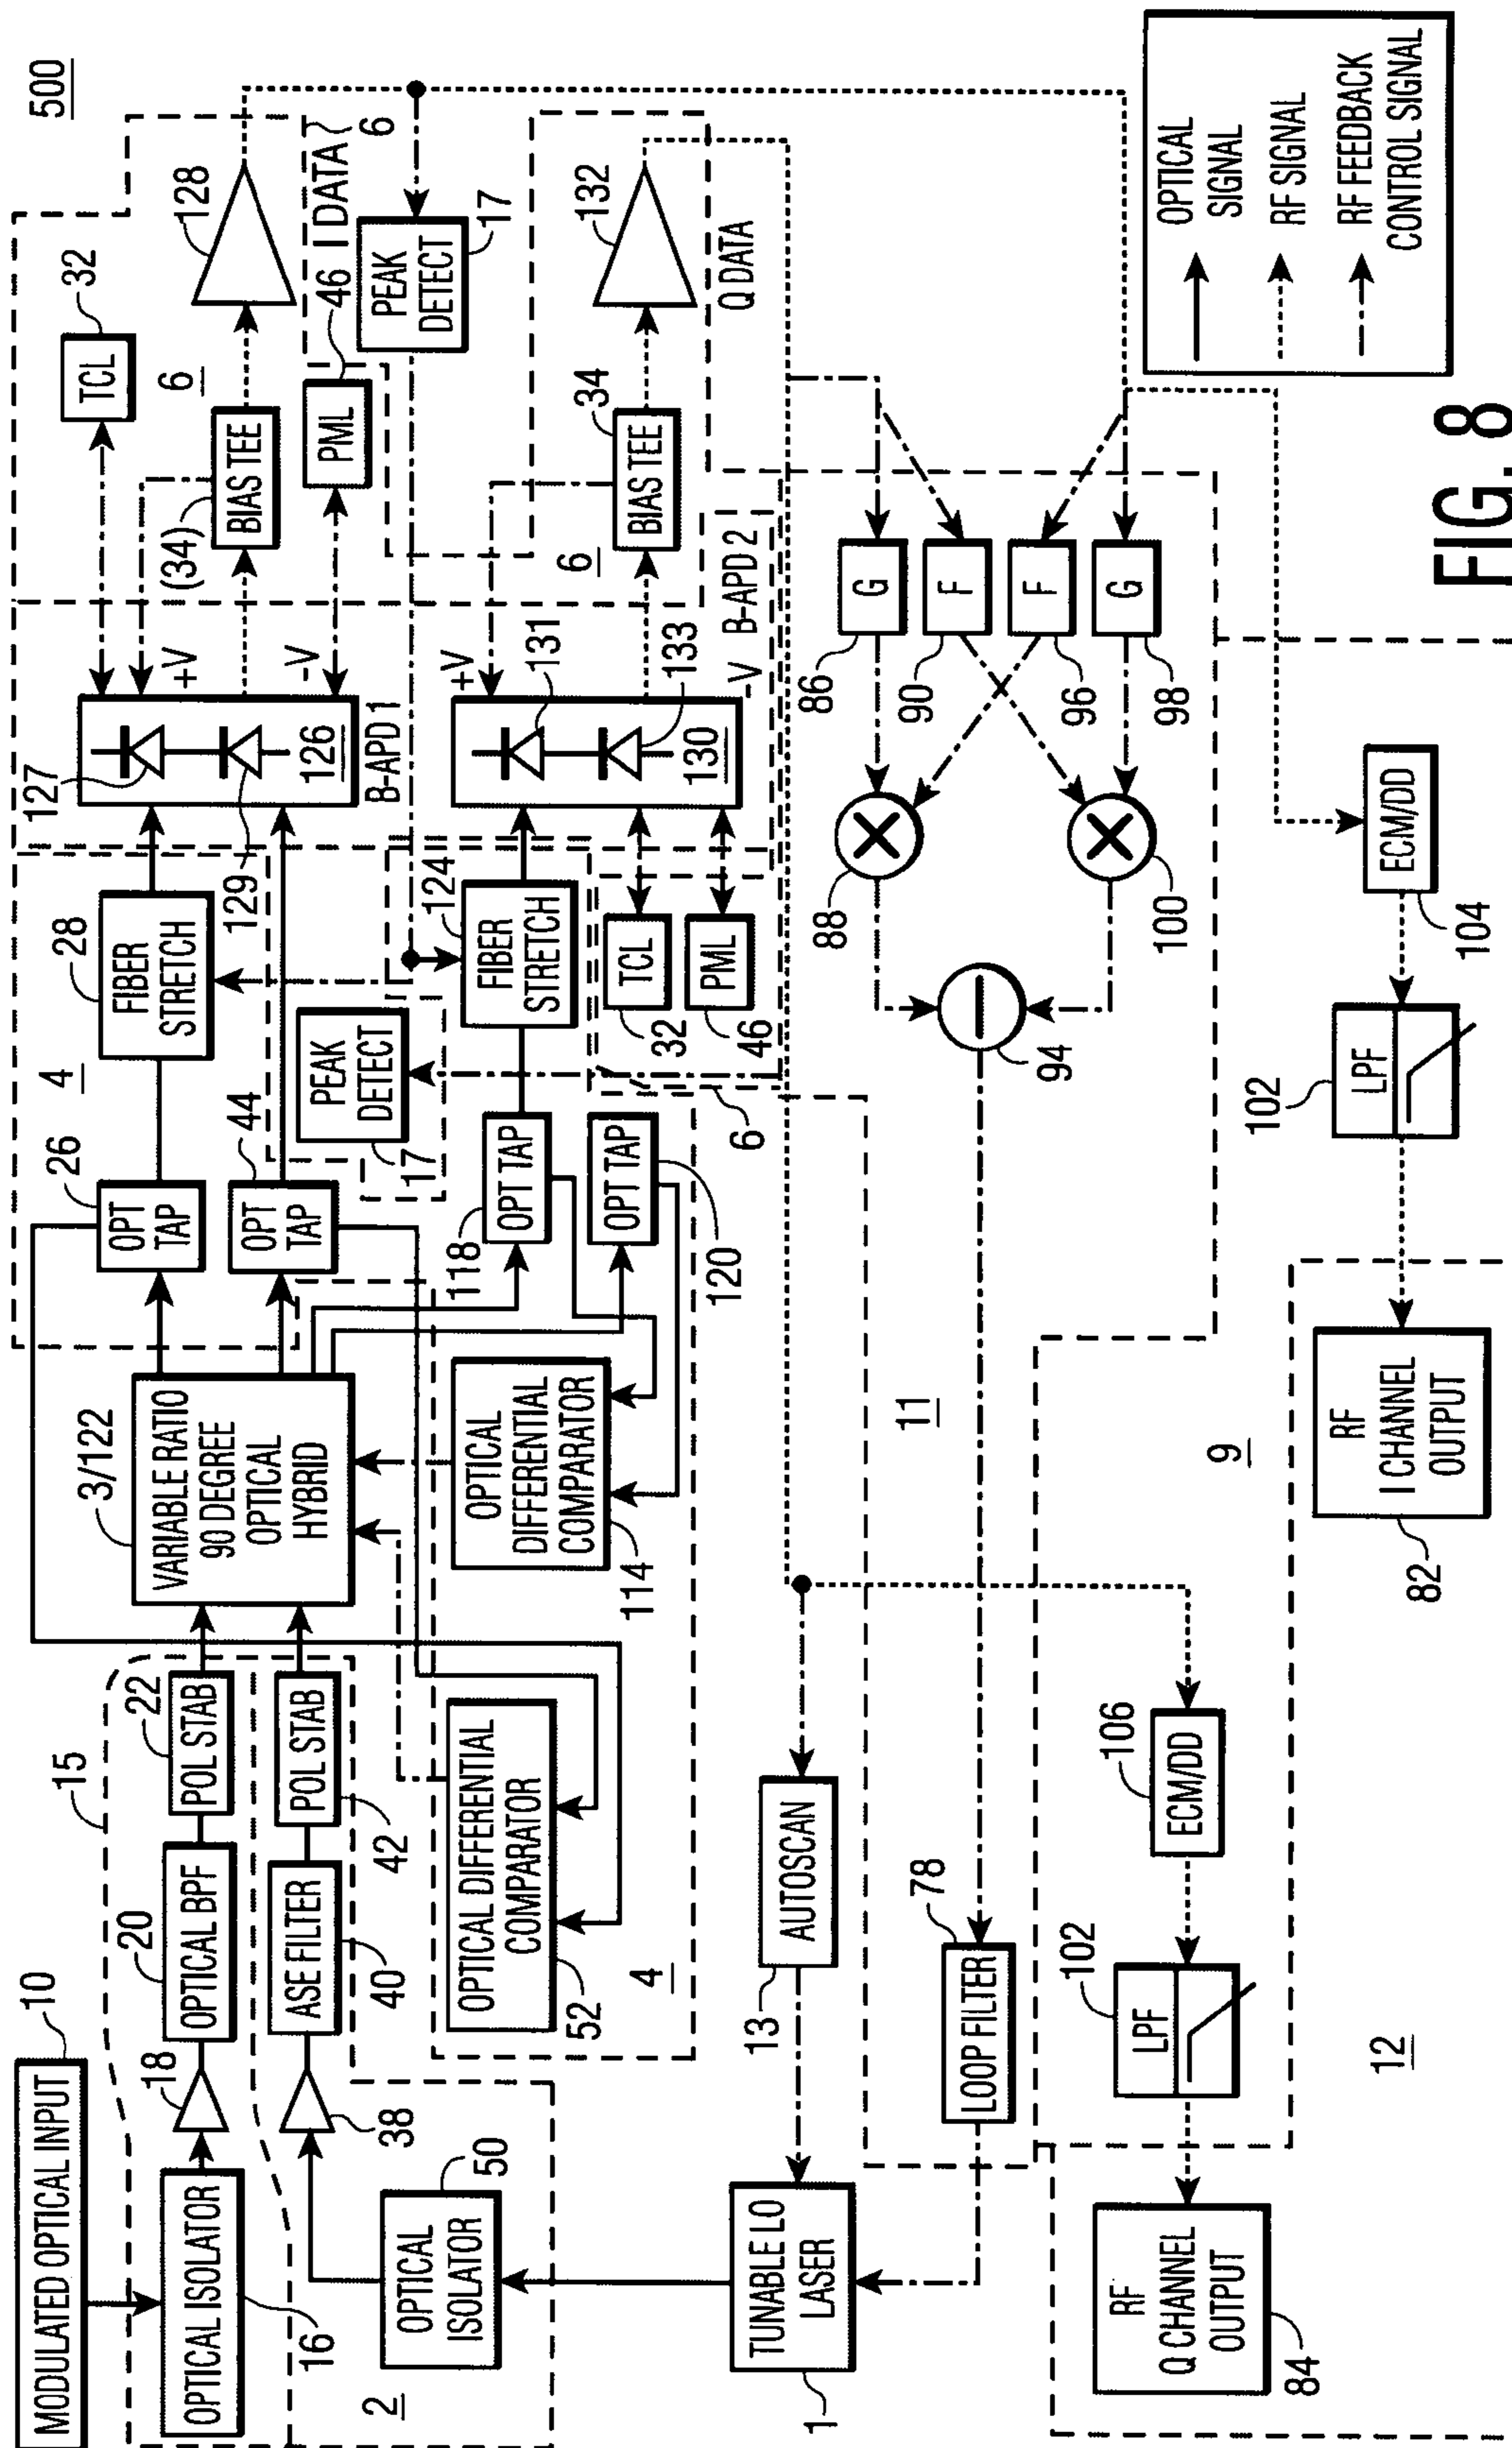 500
MODULATED OPTICAL INPUT
10
OPTICAL ISOLATOR
16
18
20
OPTICAL BPF
15
22
POL STAB
2
OPTICAL
ISOLATOR
50
38
ASE FILTER
40
POL STAB
42
3/122
VARIABLE RATIO
90 DEGREE
OPTICAL
HYBRID
OPTICAL DIFFERENTIAL
COMPARATOR
52
4
OPTICAL
DIFFERENTIAL
COMPARATOR
114
26
OPT
TAP
44
OPT
TAP
4
28
FIBER
STRETCH
PEAK
DETECT
17
118
OPT TAP
OPT TAP
120
124
FIBER
STRETCH
TCL
32
PML
46
6
127
129
126
B-APD 1
+V
-V
130
131
133
+V
-V
B-APD 2
TCL
32
(34)
BIAS TEE
6
128
PML
46
I DATA
6
PEAK
DETECT
17
BIAS TEE
34
6
132
Q DATA
TUNABLE LO
LASER
1
AUTOSCAN
13
LOOP FILTER
78
11
94
88
100
G
86
F
90
F
96
G
98
RF
Q CHANNEL
OUTPUT
84
LPF
102
ECM/DD
106
12
9
RF
I CHANNEL
OUTPUT
82
LPF
102
ECM/DD
104
OPTICAL
SIGNAL
RF SIGNAL
RF FEEDBACK
CONTROL SIGNAL
FIG. 8